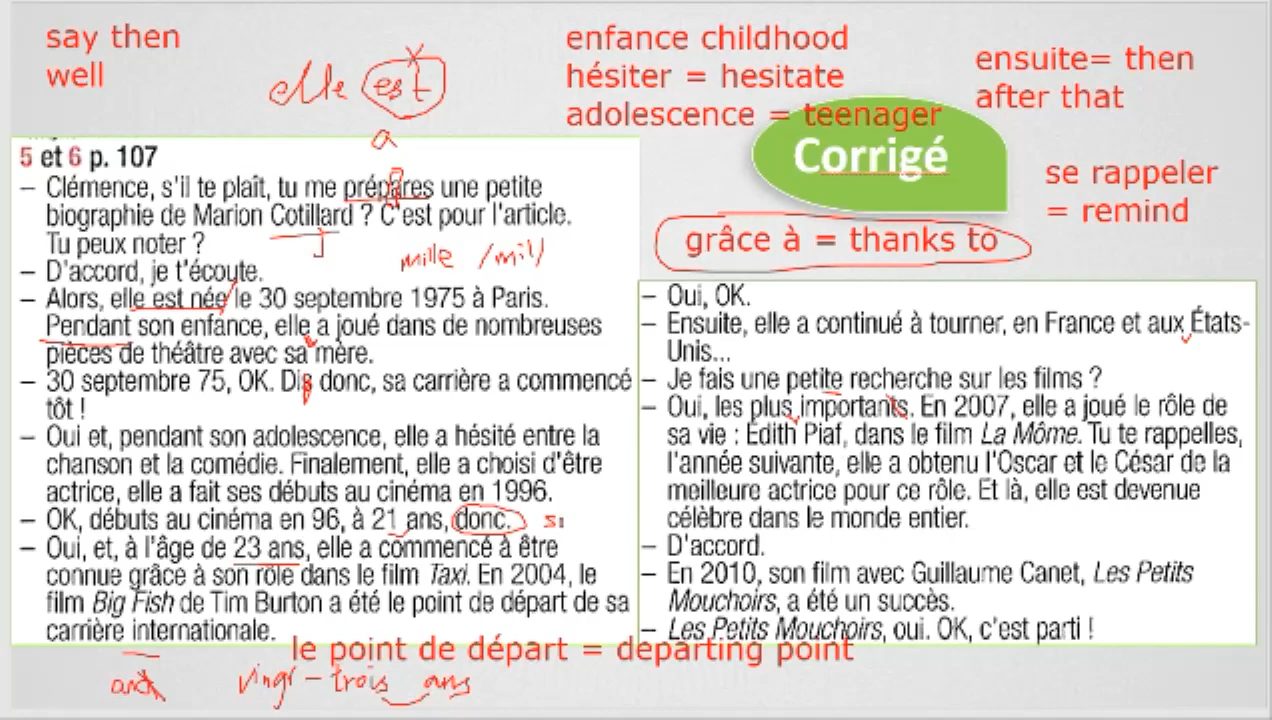 say then
well
elle est
a
enfance childhood
hésiter = hesitate
adolescence = teenager
ensuite= then
after that
Corrigé
se rappeler
= remind
grâce à = thanks to
5 et 6 p. 107
– Clémence, s'il te plaît, tu me prépares une petite
biographie de Marion Cotillard ? C'est pour l'article.
Tu peux noter ?
mille / mill
– D'accord, je t'écoute.
– Alors, elle est née le 30 septembre 1975 à Paris.
Pendant son enfance, elle a joué dans de nombreuses
pièces de théâtre avec sa mère.
– 30 septembre 75, OK. Dis donc, sa carrière a commencé
tôt !
– Oui et, pendant son adolescence, elle a hésité entre la
chanson et la comédie. Finalement, elle a choisi d'être
actrice, elle a fait ses débuts au cinéma en 1996.
– OK, débuts au cinéma en 96, à 21 ans, donc.
– Oui, et, à l'âge de 23 ans, elle a commencé à être
connue grâce à son rôle dans le film Taxi. En 2004, le
film Big Fish de Tim Burton a été le point de départ de sa
carrière internationale.
– Oui, OK.
– Ensuite, elle a continué à tourner, en France et aux États-
Unis...
– Je fais une petite recherche sur les films ?
– Oui, les plus importants. En 2007, elle a joué le rôle de
sa vie : Édith Piaf, dans le film La Môme. Tu te rappelles,
l'année suivante, elle a obtenu l'Oscar et le César de la
meilleure actrice pour ce rôle. Et là, elle est devenue
célèbre dans le monde entier.
– D'accord.
– En 2010, son film avec Guillaume Canet, Les Petits
Mouchoirs, a été un succès.
– Les Petits Mouchoirs, oui. OK, c'est parti !
le point de départ = departing point
vingt-trois ans